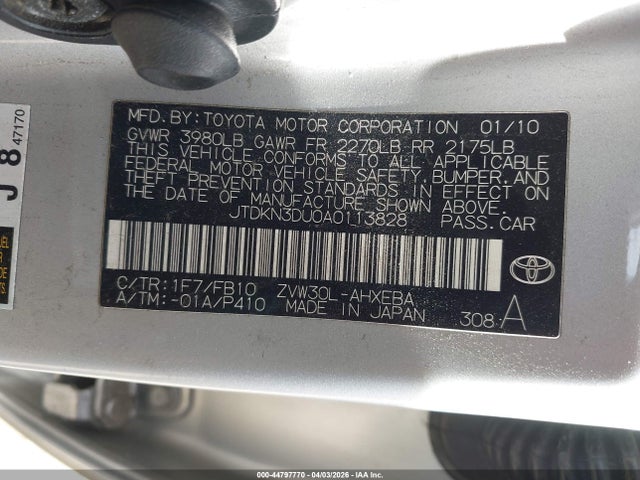 MFD.BY:TOYOTA MOTOR CORPORATION 01/10
GVWR 3980LB GAWR FR 2270LB RR 2175LB
THIS VEHICLE CONFORMS TO ALL APPLICABLE
FEDERAL MOTOR VEHICLE SAFETY,BUMPER,AND
THEFT PREVENTION STANDARDS IN EFFECT ON
THE DATE OF MANUFACTURE SHOWN ABOVE.
JTDKN3DU0A0113828 PASS.CAR
C/TR:1F7/FB10 ZVW30L-AHXEBA
A/TM:-01A/P410 MADE IN JAPAN 308 A
J 8 47170
000-44797770 - 04/03/2026 - IAA Inc.